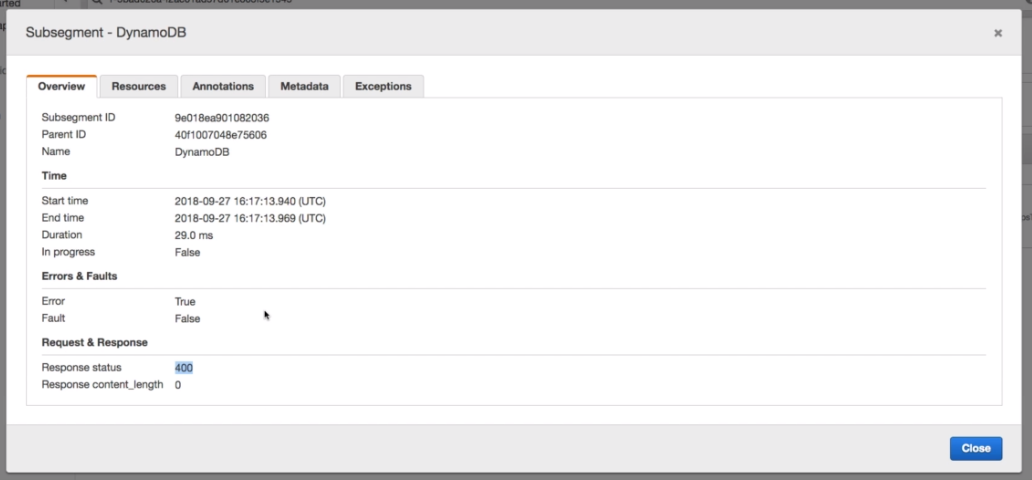 Subsegment - DynamoDB ×
Overview Resources Annotations Metadata Exceptions
Subsegment ID 9e018ea901082036
Parent ID 40f1007048e75606
Name DynamoDB
Time
Start time 2018-09-27 16:17:13.940 (UTC)
End time 2018-09-27 16:17:13.969 (UTC)
Duration 29.0 ms
In progress False
Errors & Faults
Error True
Fault False
Request & Response
Response status 400
Response content_length 0
Close